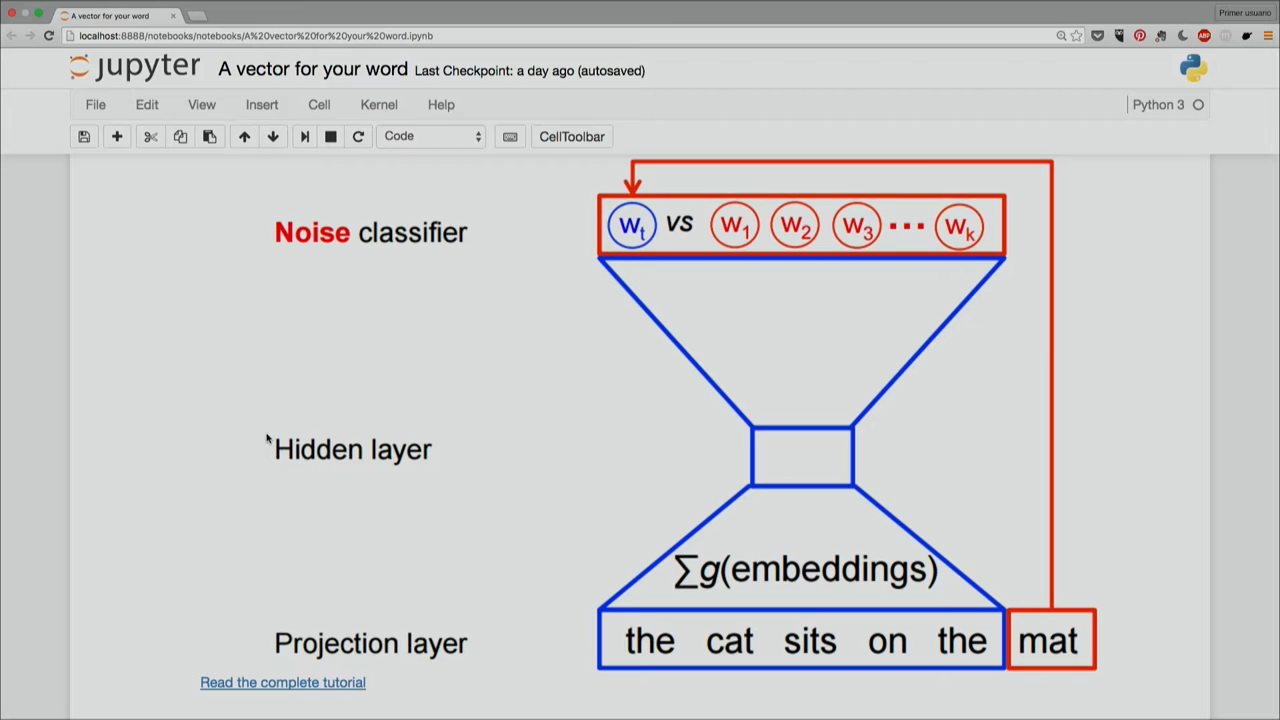 A vector for your word
Primer usuano
localhost:8888/notebooks/notebooks/A%20vector%20for%20your%20word.ipynb
jupyter A vector for your word Last Checkpoint: a day ago (autosaved)
File Edit View Insert Cell Kernel Help Python 3
Code CellToolbar
Noise classifier wt vs w1 w2 w3 ... wk
Hidden layer
∑g(embeddings)
Projection layer the cat sits on the mat
Read the complete tutorial